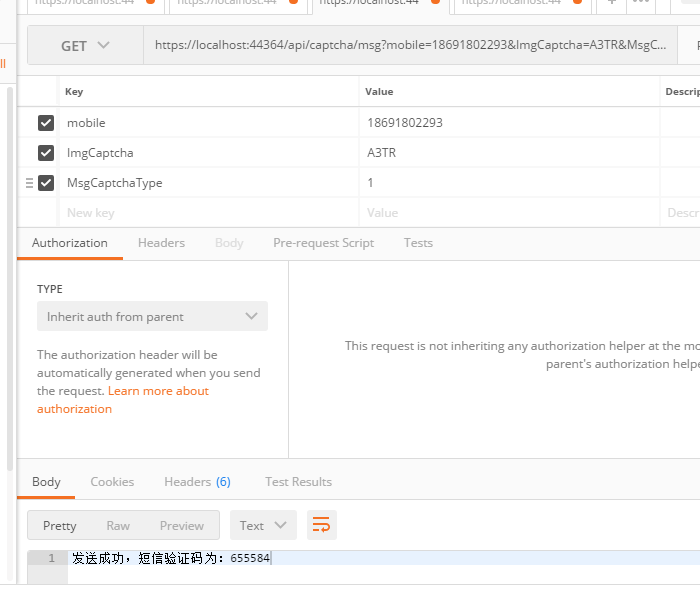 https://localhost:44
https://localhost:44
https://localhost:44
https://localhost:44
GET
https://localhost:44364/api/captcha/msg?mobile=18691802293&ImgCaptcha=A3TR&MsgC...
Key Value Descrip
mobile 18691802293
ImgCaptcha A3TR
MsgCaptchaType 1
New key Value Descr
Authorization Headers Body Pre-request Script Tests
TYPE
Inherit auth from parent
The authorization header will be
automatically generated when you send
the request. Learn more about
authorization
This request is not inheriting any authorization helper at the mo
parent's authorization helpe
Body Cookies Headers (6) Test Results
Pretty Raw Preview Text
1 发送成功，短信验证码为：655584